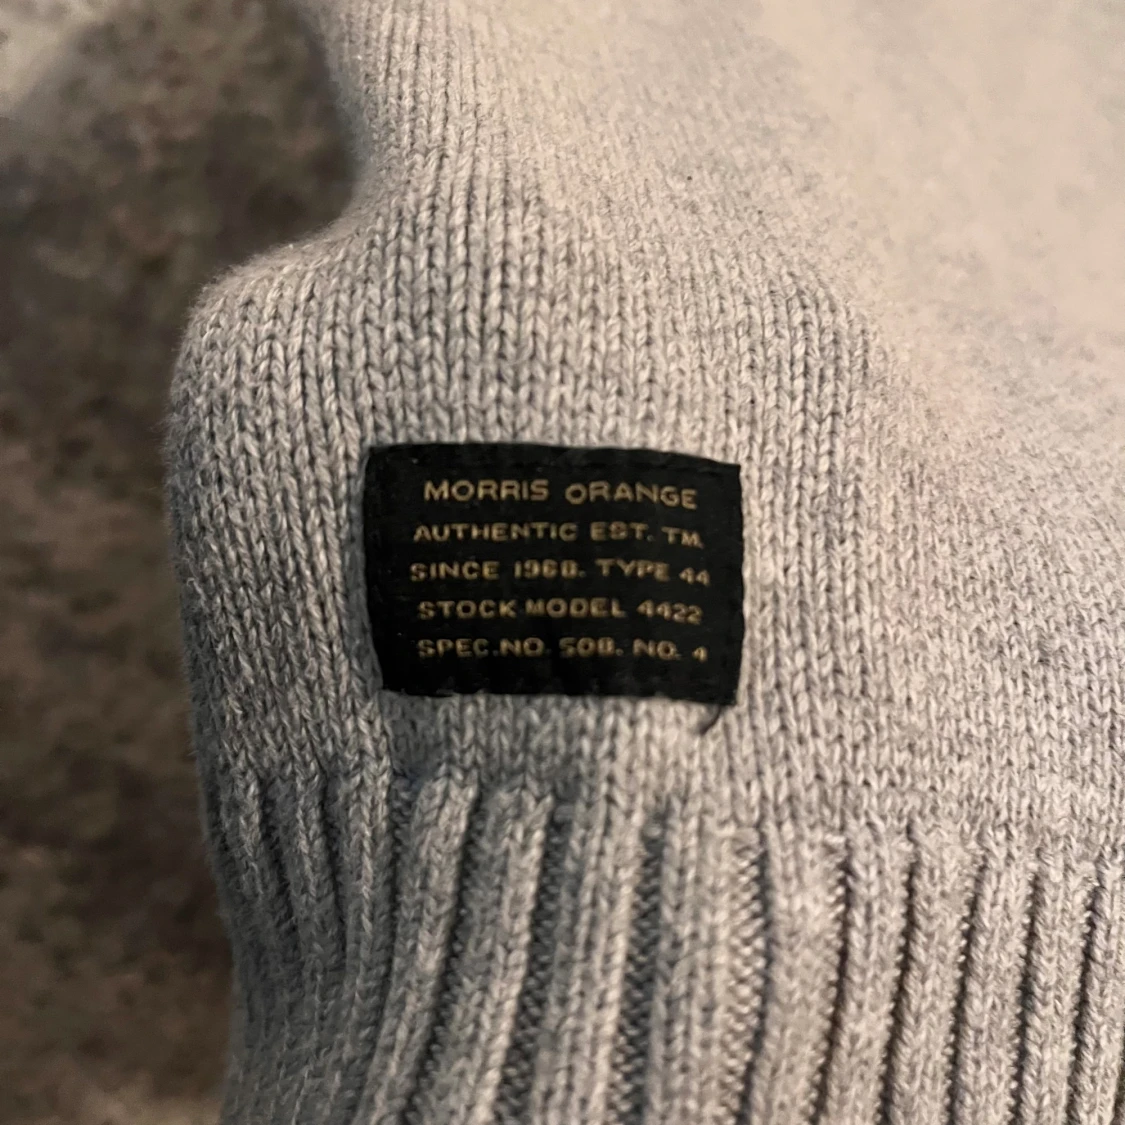 MORRIS ORANGE
AUTHENTIC EST. TM.
SINCE 1968. TYPE 44
STOCK MODEL 4422
SPEC.NO. 508. NO. 4